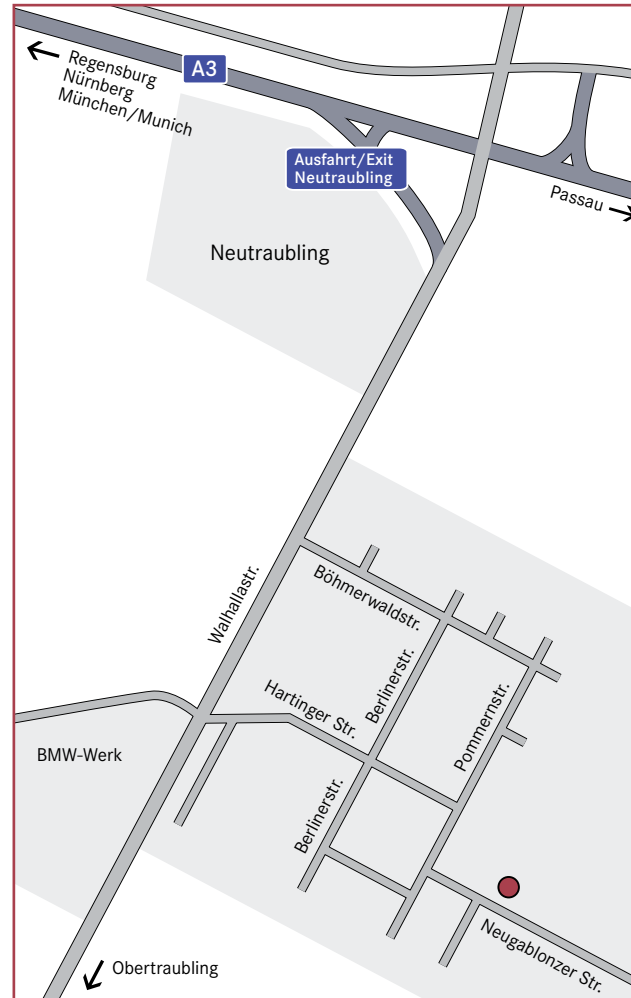 Regensburg
Nürnberg
München/Munich
A3
Ausfahrt/Exit
Neutraubling
Passau
Neutraubling
Böhmerwaldstr.
Walhallastr.
Berlinerstr.
Hartinger Str.
Pommernstr.
BMW-Werk
Berlinerstr.
Neugablonzer Str.
Obertraubling